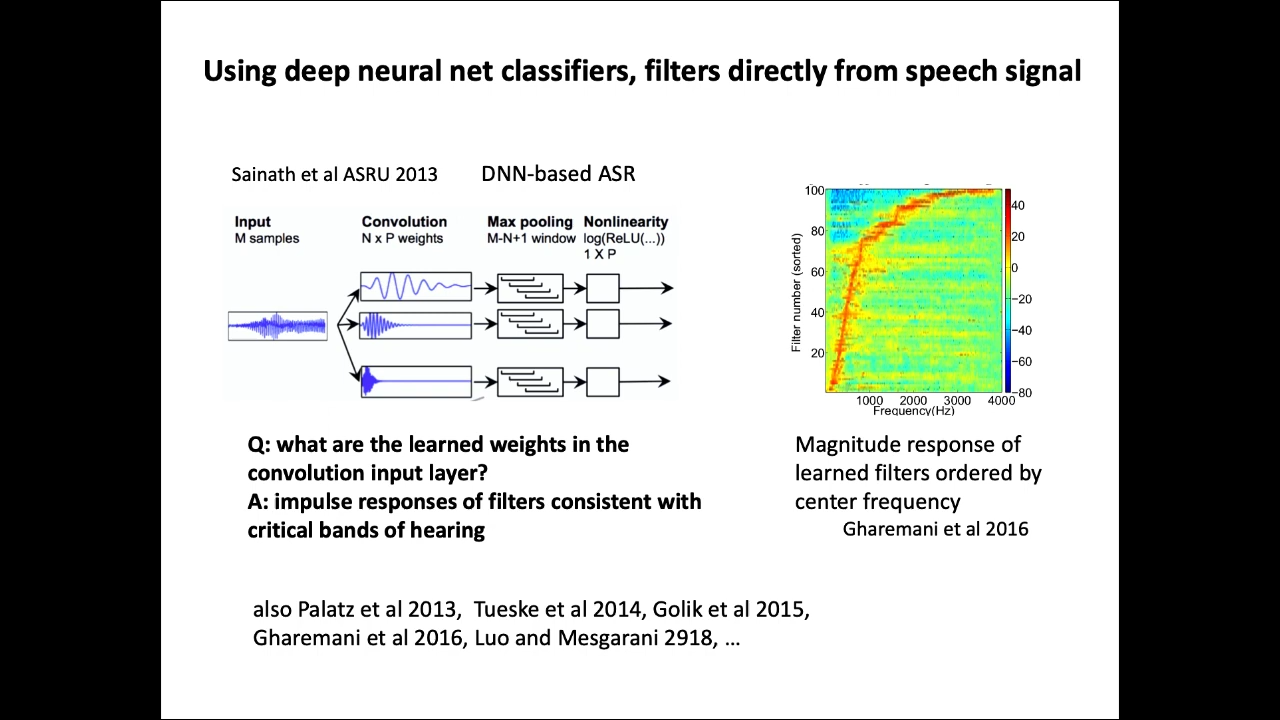 Using deep neural net classifiers, filters directly from speech signal
Sainath et al ASRU 2013
DNN-based ASR
Input
M samples
Convolution
N x P weights
Max pooling
M-N+1 window
Nonlinearity
log(ReLU(...))
1 X P
100
80
60
40
20
Filter number (sorted)
1000 2000 3000 4000
Frequency(Hz)
40
20
0
−20
−40
−60
−80
Q: what are the learned weights in the
convolution input layer?
A: impulse responses of filters consistent with
critical bands of hearing
Magnitude response of
learned filters ordered by
center frequency
Gharemani et al 2016
also Palatz et al 2013, Tueske et al 2014, Golik et al 2015,
Gharemani et al 2016, Luo and Mesgarani 2918, ...